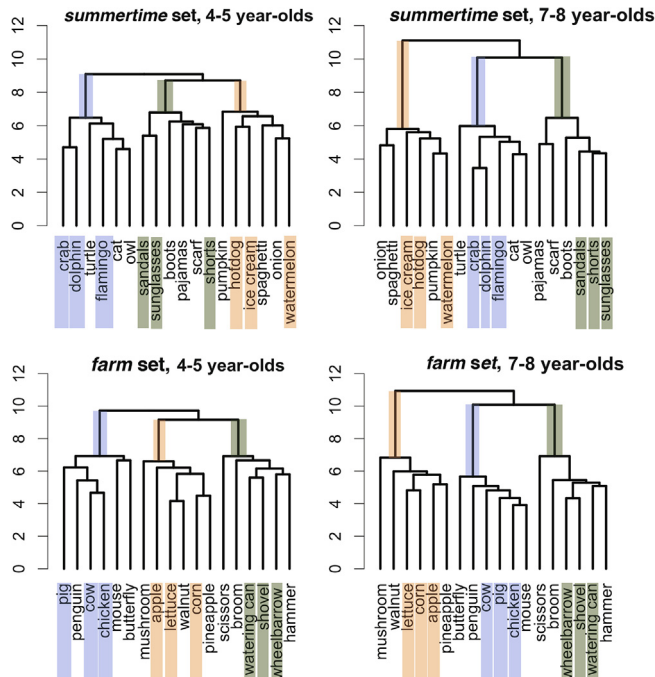 summertime set, 4-5 year-olds
12
10
8
6
4
2
0
crab
dolphin
turtle
flamingo
cat
owl
sandals
sunglasses
boots
pajamas
scarf
shorts
pumpkin
hotdog
ice cream
spaghetti
onion
watermelon
summertime set, 7-8 year-olds
12
10
8
6
4
2
0
onion
spaghetti
ice cream
hotdog
pumpkin
watermelon
turtle
crab
dolphin
flamingo
cat
owl
pajamas
scarf
boots
sandals
shorts
sunglasses
farm set, 4-5 year-olds
12
10
8
6
4
2
0
pig
penguin
cow
chicken
mouse
butterfly
mushroom
apple
lettuce
walnut
corn
pineapple
scissors
broom
watering can
shovel
wheelbarrow
hammer
farm set, 7-8 year-olds
12
10
8
6
4
2
0
mushroom
walnut
lettuce
corn
apple
pineapple
butterfly
penguin
cow
pig
chicken
mouse
scissors
broom
wheelbarrow
shovel
watering can
hammer